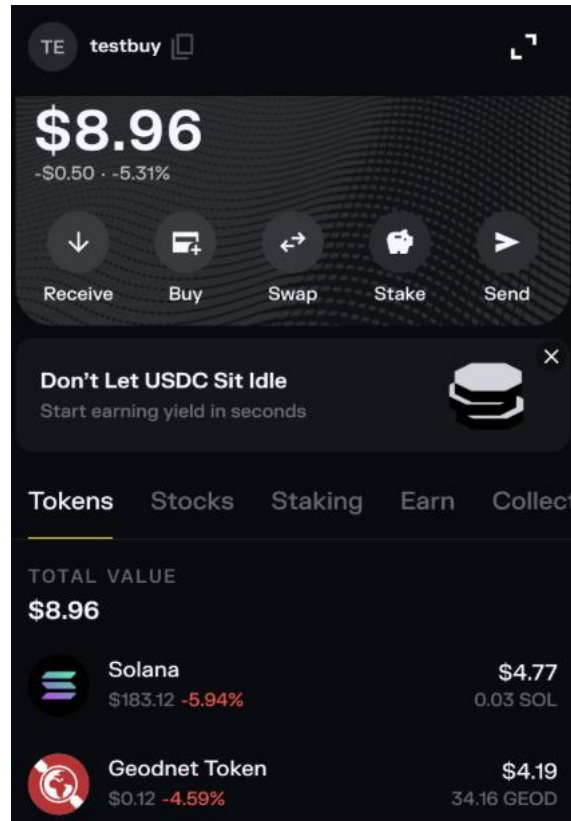 TE testbuy
$8.96
-$0.50 · -5.31%
Receive Buy Swap Stake Send
Don’t Let USDC Sit Idle
Start earning yield in seconds
Tokens Stocks Staking Earn Collect
TOTAL VALUE
$8.96
Solana $4.77
$183.12 -5.94% 0.03 SOL
Geodnet Token $4.19
$0.12 -4.59% 34.16 GEOD